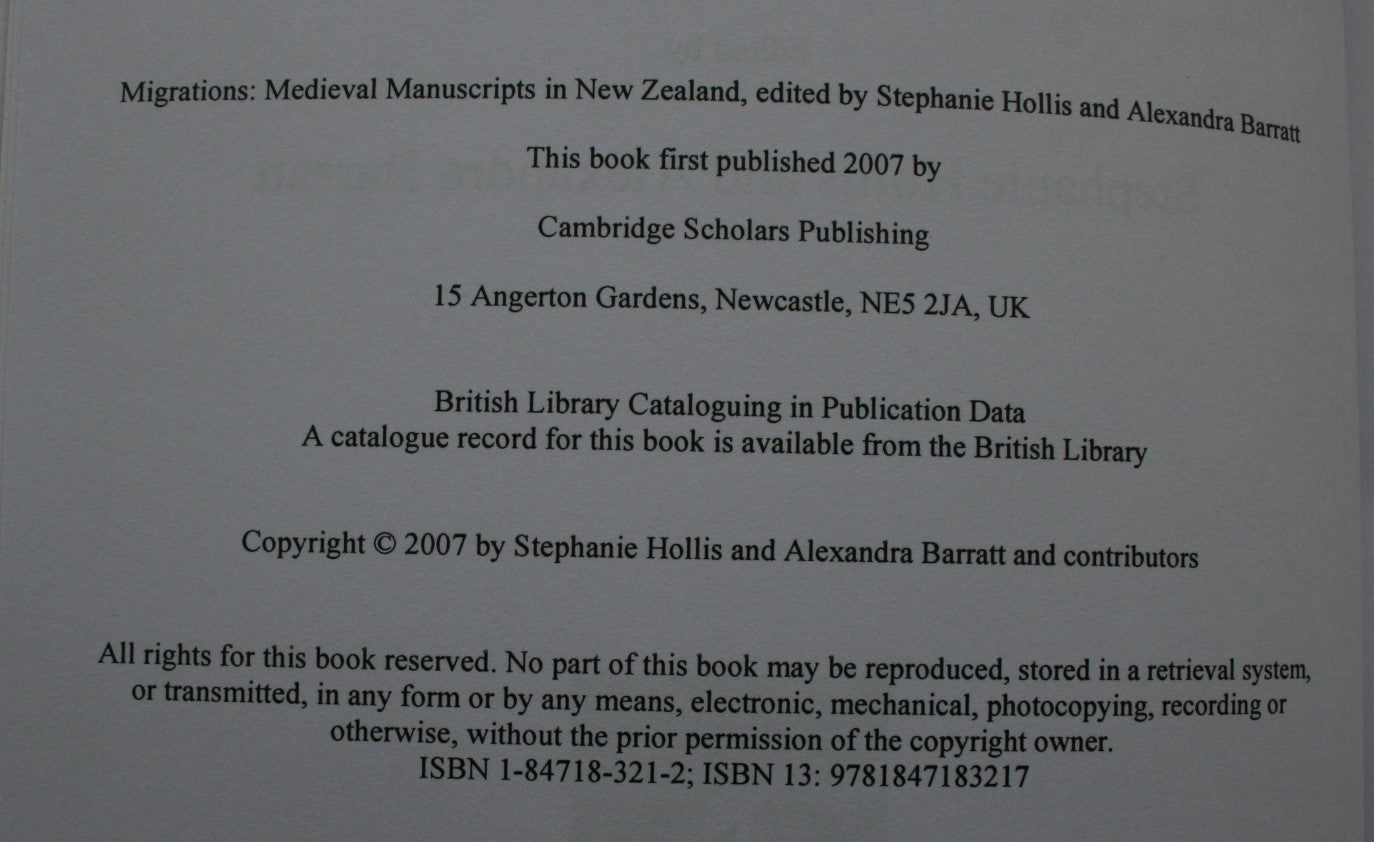 Migrations: Medieval Manuscripts in New Zealand, edited by Stephanie Hollis and Alexandra Barratt
This book first published 2007 by
Cambridge Scholars Publishing
15 Angerton Gardens, Newcastle, NE5 2JA, UK
British Library Cataloguing in Publication Data
A catalogue record for this book is available from the British Library
Copyright © 2007 by Stephanie Hollis and Alexandra Barratt and contributors
All rights for this book reserved. No part of this book may be reproduced, stored in a retrieval system,
or transmitted, in any form or by any means, electronic, mechanical, photocopying, recording or
otherwise, without the prior permission of the copyright owner.
ISBN 1-84718-321-2; ISBN 13: 9781847183217